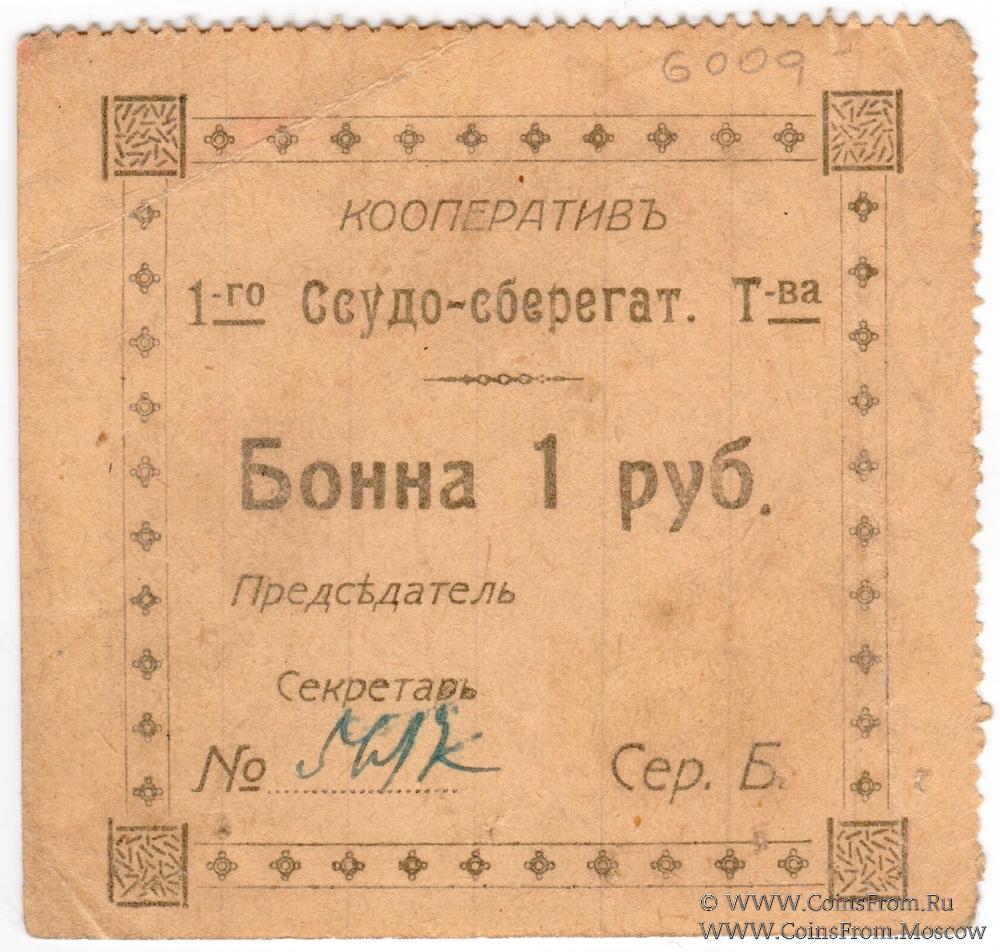 6009
КООПЕРАТИВЪ
1-го Ссудо-сберегат. Т-ва
Бонна 1 руб.
Предсѣдатель
Секретарь
№ Сер. Б.
© WWW.CoinsFrom.Ru
WWW.CoinsFrom.Moscow